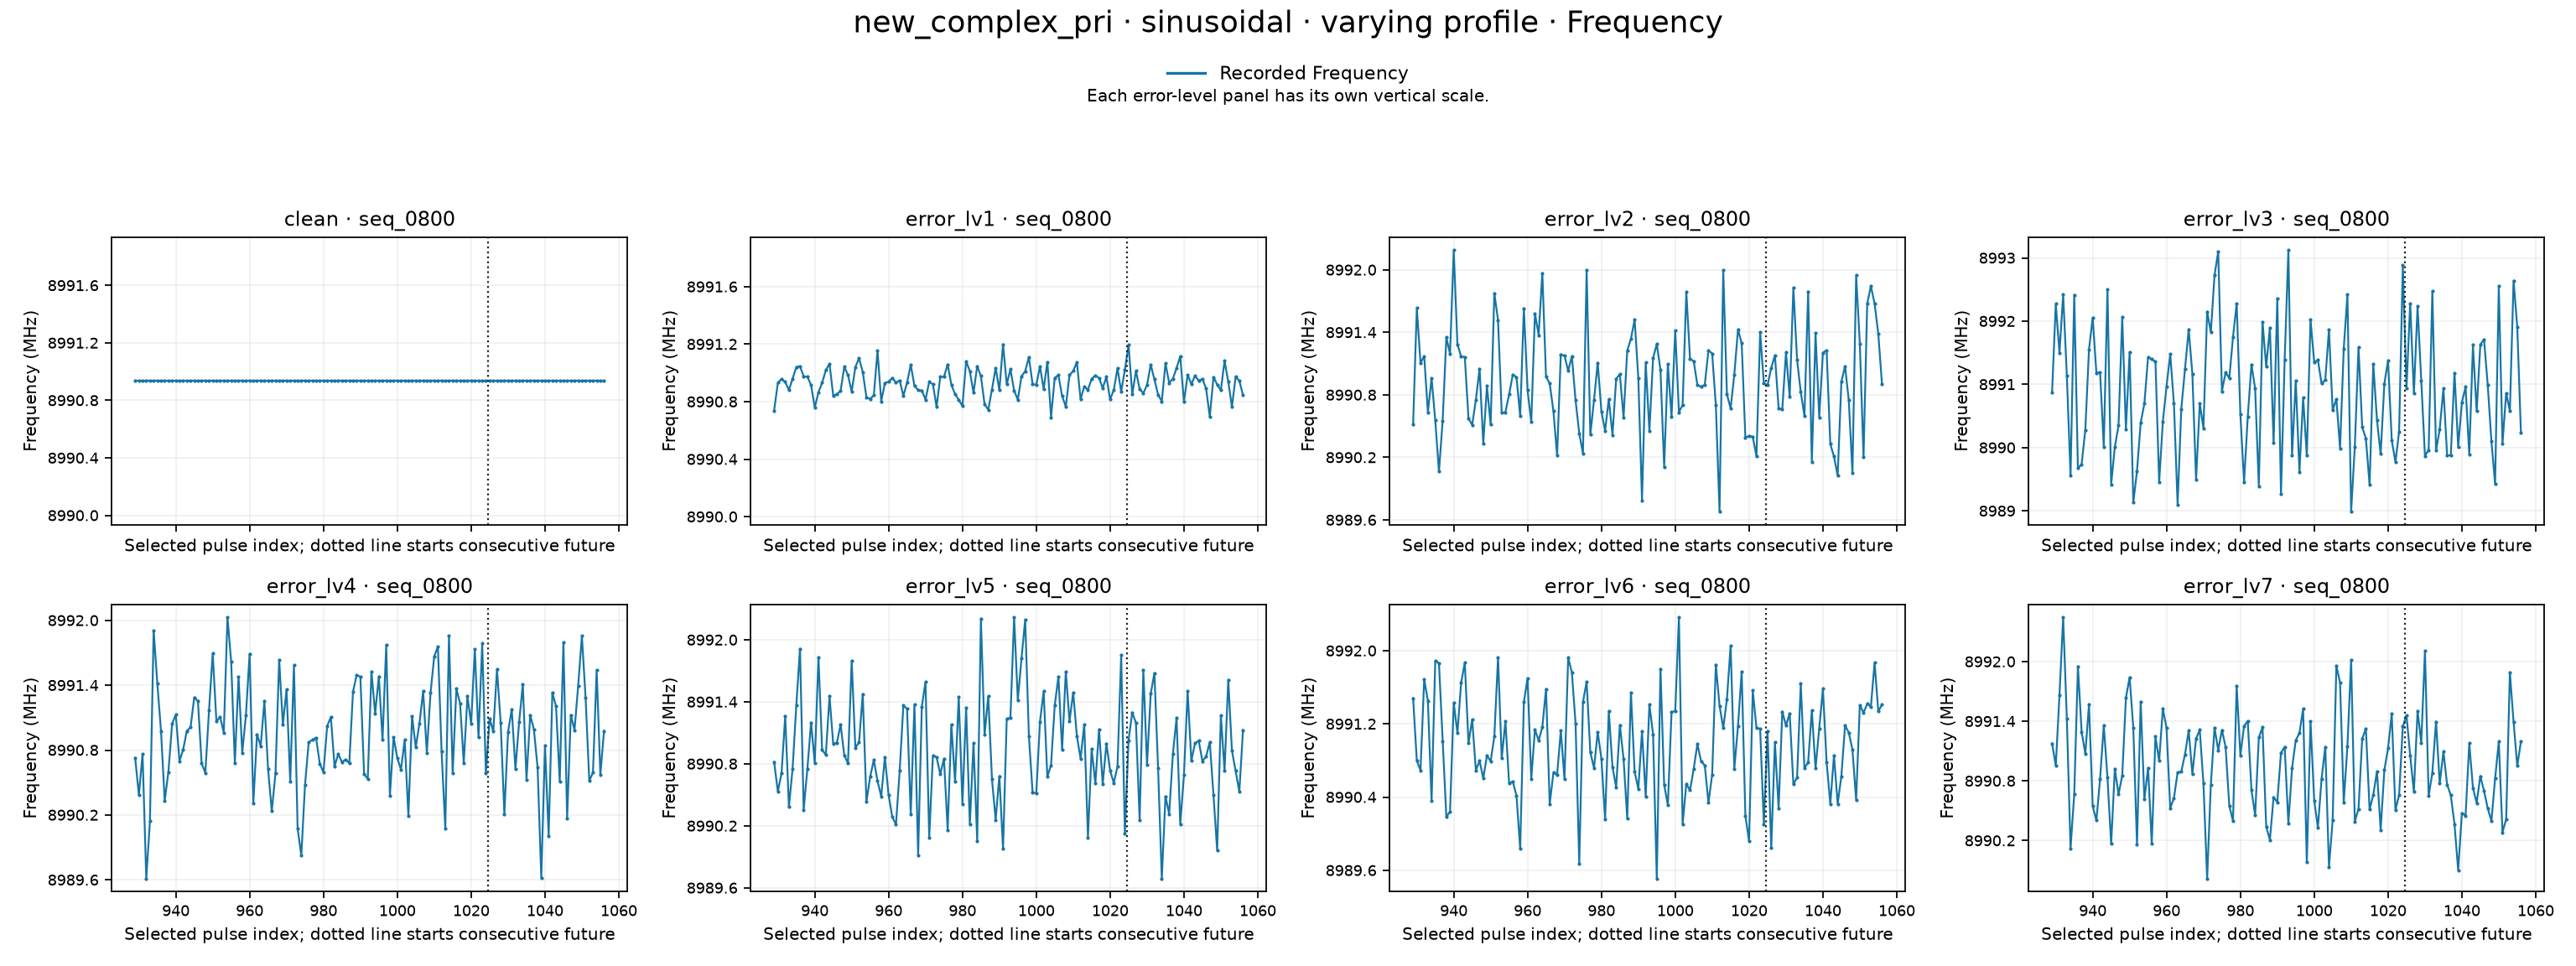 new_complex_pri · sinusoidal · varying profile · Frequency
Recorded Frequency
Each error-level panel has its own vertical scale.
clean · seq_0800
Frequency (MHz)
8991.6
8991.2
8990.8
8990.4
8990.0
Selected pulse index; dotted line starts consecutive future
error_lv1 · seq_0800
Frequency (MHz)
8991.6
8991.2
8990.8
8990.4
8990.0
Selected pulse index; dotted line starts consecutive future
error_lv2 · seq_0800
Frequency (MHz)
8992.0
8991.4
8990.8
8990.2
8989.6
Selected pulse index; dotted line starts consecutive future
error_lv3 · seq_0800
Frequency (MHz)
8993
8992
8991
8990
8989
Selected pulse index; dotted line starts consecutive future
error_lv4 · seq_0800
Frequency (MHz)
8992.0
8991.4
8990.8
8990.2
8989.6
940 960 980 1000 1020 1040 1060
Selected pulse index; dotted line starts consecutive future
error_lv5 · seq_0800
Frequency (MHz)
8992.0
8991.4
8990.8
8990.2
8989.6
940 960 980 1000 1020 1040 1060
Selected pulse index; dotted line starts consecutive future
error_lv6 · seq_0800
Frequency (MHz)
8992.0
8991.2
8990.4
8989.6
940 960 980 1000 1020 1040 1060
Selected pulse index; dotted line starts consecutive future
error_lv7 · seq_0800
Frequency (MHz)
8992.0
8991.4
8990.8
8990.2
940 960 980 1000 1020 1040 1060
Selected pulse index; dotted line starts consecutive future